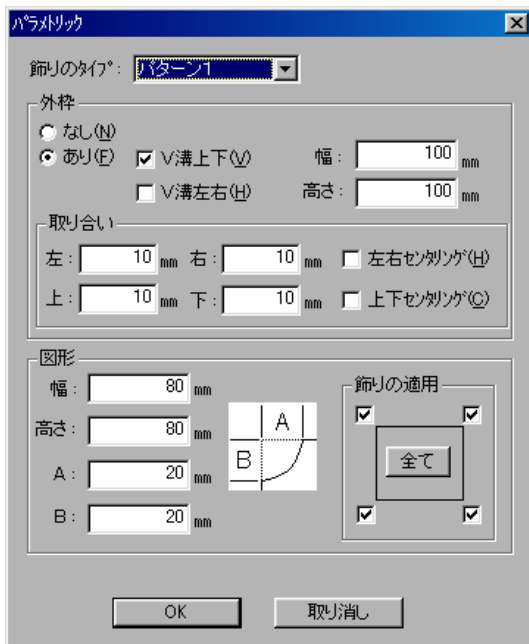 パラメトリック
飾りのタイプ: パターン1
外枠
なし(N)
あり(E) V溝上下(V) 幅: 100 mm
V溝左右(H) 高さ: 100 mm
取り合い
左: 10 mm 右: 10 mm 左右センタリング(H)
上: 10 mm 下: 10 mm 上下センタリング(C)
図形
幅: 80 mm
高さ: 80 mm
A: 20 mm
B: 20 mm
A
B
飾りの適用
全て
OK 取り消し